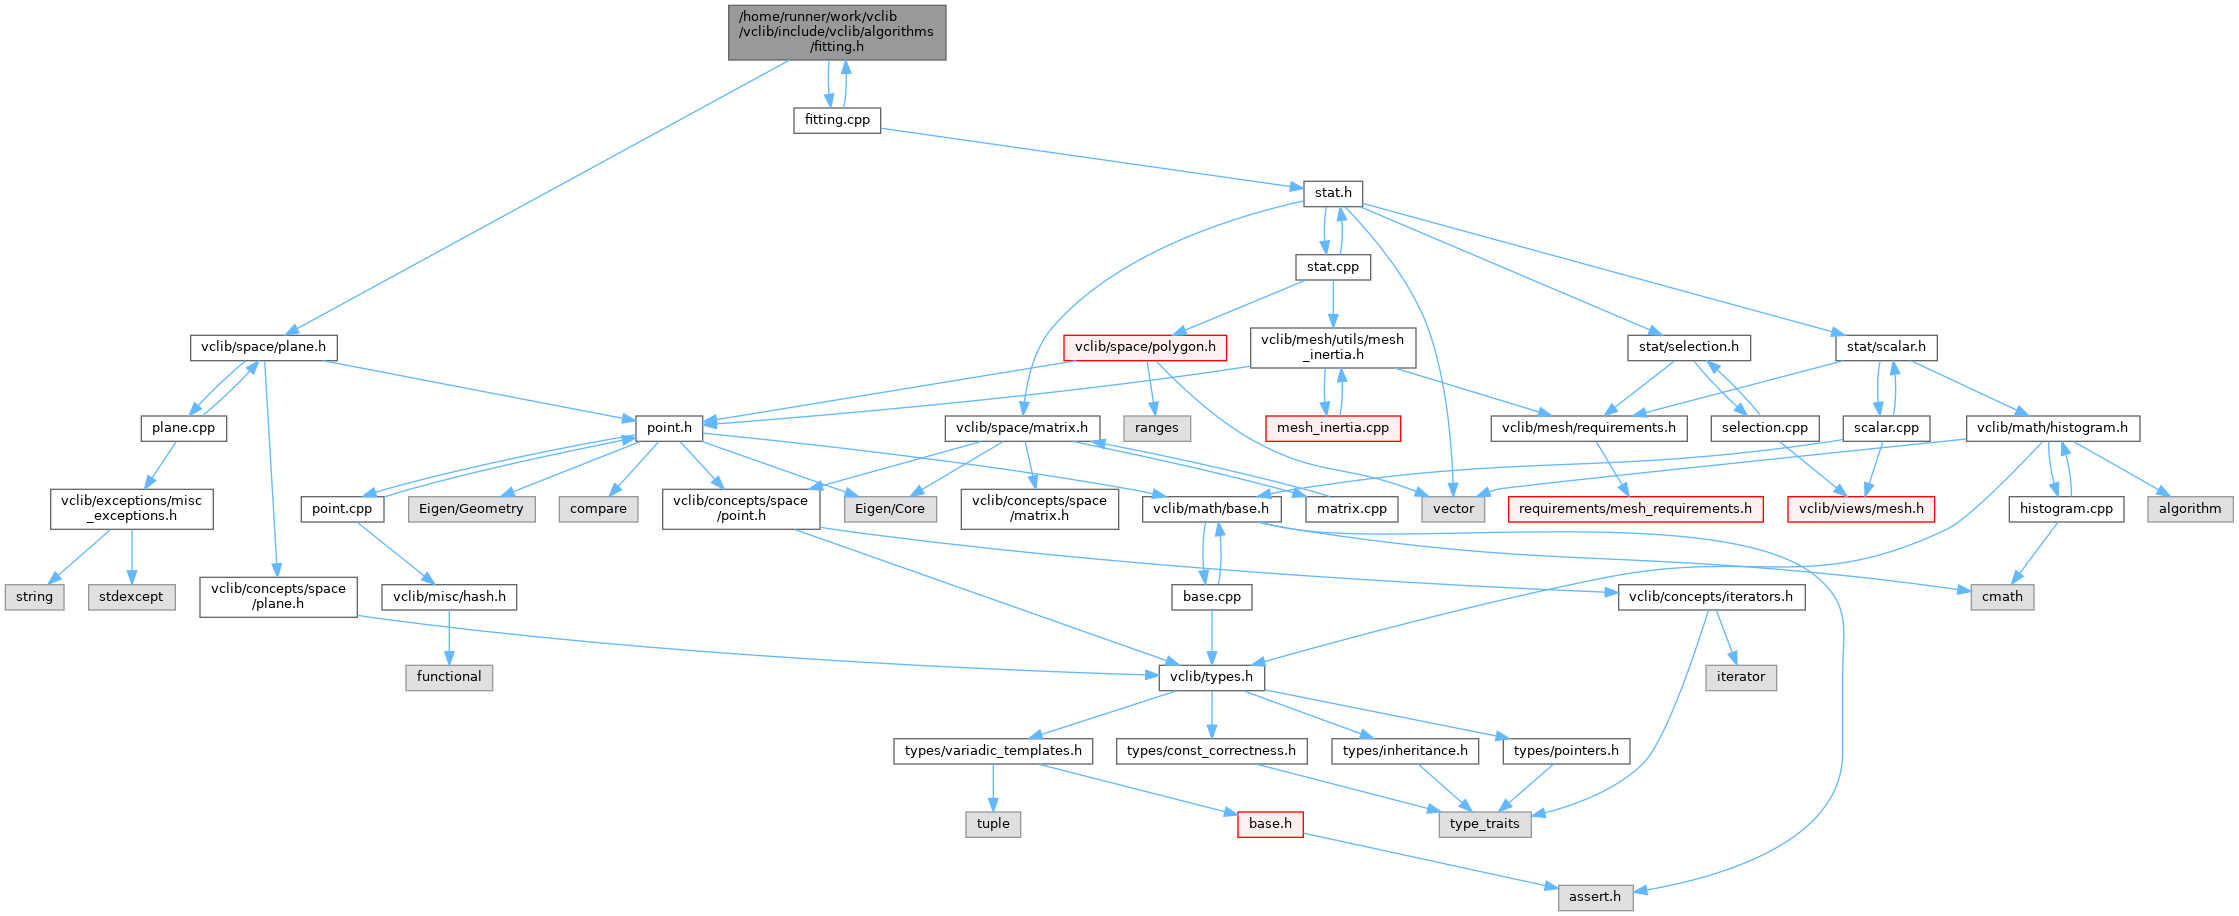 /home/runner/work/vclib
/vclib/include/vclib/algorithms
/fitting.h
fitting.cpp
stat.h
stat.cpp
vclib/space/plane.h
vclib/space/polygon.h
vclib/mesh/utils/mesh
_inertia.h
stat/selection.h
stat/scalar.h
plane.cpp
point.h
vclib/space/matrix.h
ranges
mesh_inertia.cpp
vclib/mesh/requirements.h
selection.cpp
scalar.cpp
vclib/math/histogram.h
vclib/exceptions/misc
_exceptions.h
point.cpp
Eigen/Geometry
compare
vclib/concepts/space
/point.h
Eigen/Core
vclib/concepts/space
/matrix.h
vclib/math/base.h
matrix.cpp
vector
requirements/mesh_requirements.h
vclib/views/mesh.h
histogram.cpp
algorithm
string
stdexcept
vclib/concepts/space
/plane.h
vclib/misc/hash.h
base.cpp
vclib/concepts/iterators.h
cmath
functional
vclib/types.h
iterator
types/variadic_templates.h
types/const_correctness.h
types/inheritance.h
types/pointers.h
tuple
base.h
type_traits
assert.h